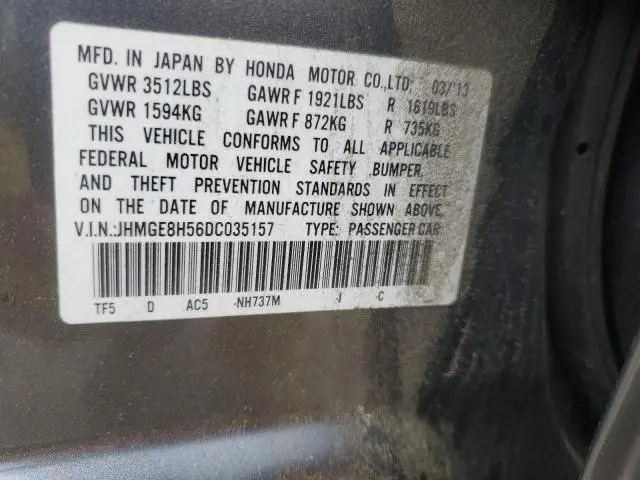 MFD. IN JAPAN BY HONDA MOTOR CO.,LTD, 03/13
GVWR 3512LBS GAWR F 1921LBS R 1619LBS
GVWR 1594KG GAWR F 872KG R 735KG
THIS VEHICLE CONFORMS TO ALL APPLICABLE
FEDERAL MOTOR VEHICLE SAFETY ,BUMPER,
AND THEFT PREVENTION STANDARDS IN EFFECT
ON THE DATE OF MANUFACTURE SHOWN ABOVE.
V.I.N.:JHMGE8H56DC035157 TYPE: PASSENGER CAR
TF5 D AC5 -NH737M -J -C